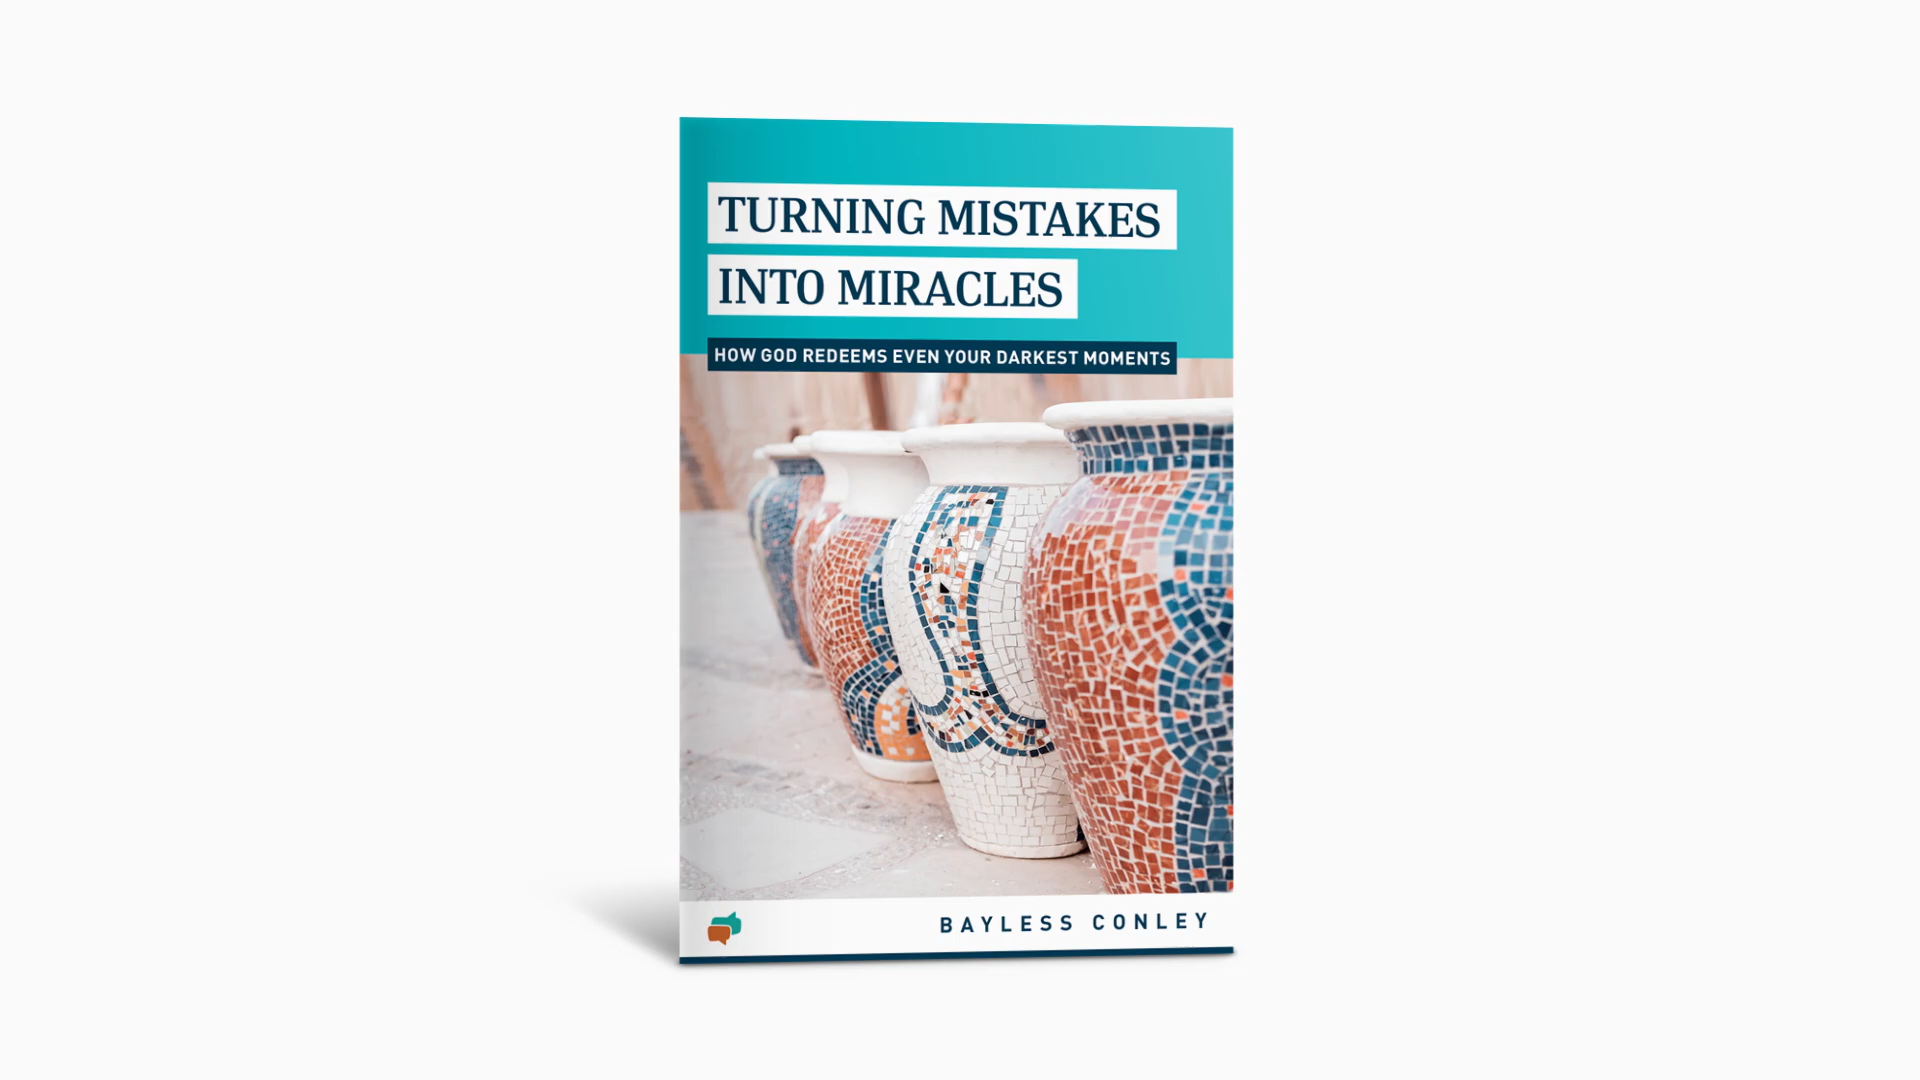 TURNING MISTAKES
INTO MIRACLES
HOW GOD REDEEMS EVEN YOUR DARKEST MOMENTS
BAYLESS CONLEY